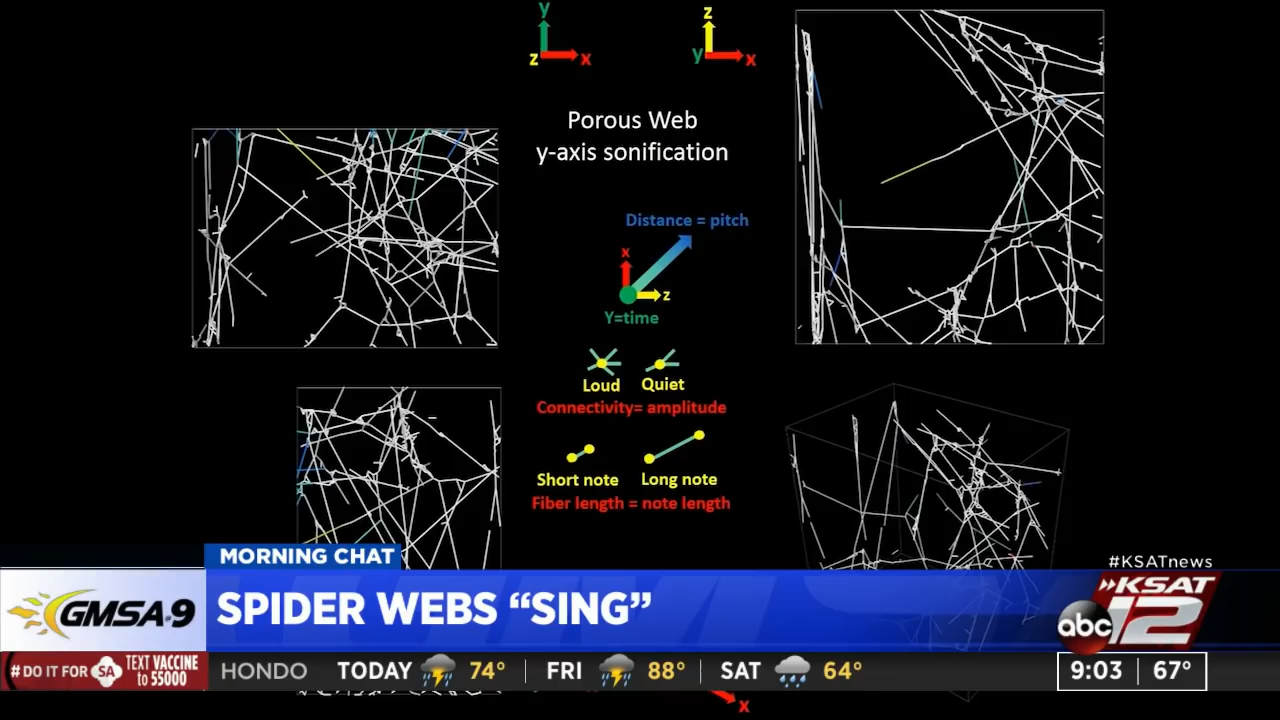 y
z
x
z
y
x
Porous Web
y-axis sonification
Distance = pitch
x
z
Y=time
Loud
Quiet
Connectivity= amplitude
Short note
Long note
Fiber length = note length
MORNING CHAT
#KSATnews
GMSA@9
SPIDER WEBS “SING”
KSAT
abc
12
#DO IT FOR SA
TEXT VACCINE
to 55000
HONDO TODAY 74° FRI 88° SAT 64°
9:03 67°
x